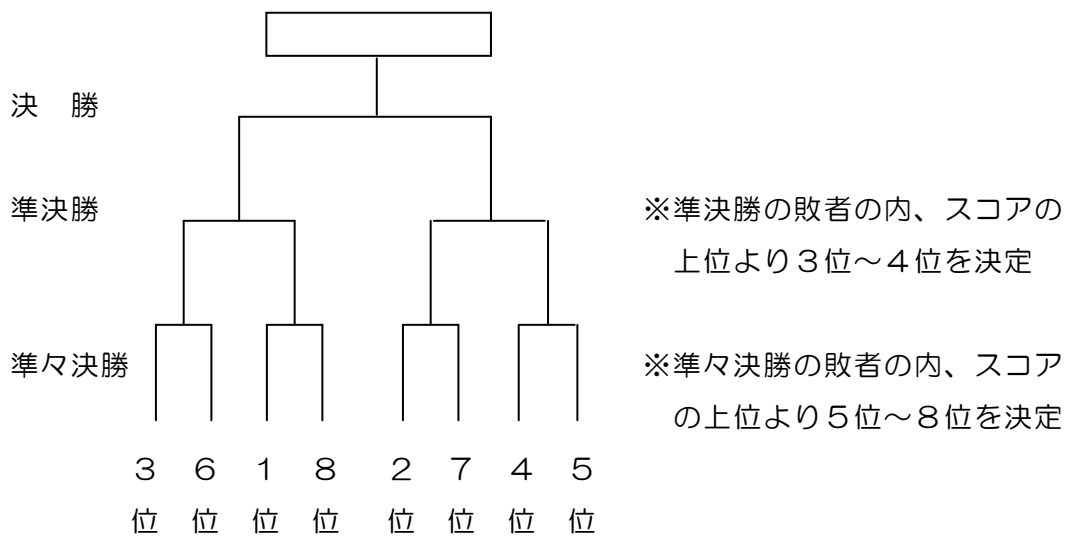 決　勝
準決勝
※準決勝の敗者の内、スコアの
上位より３位～４位を決定
準々決勝
※準々決勝の敗者の内、スコア
の上位より５位～８位を決定
３ ６ １ ８ ２ ７ ４ ５
位 位 位 位 位 位 位 位